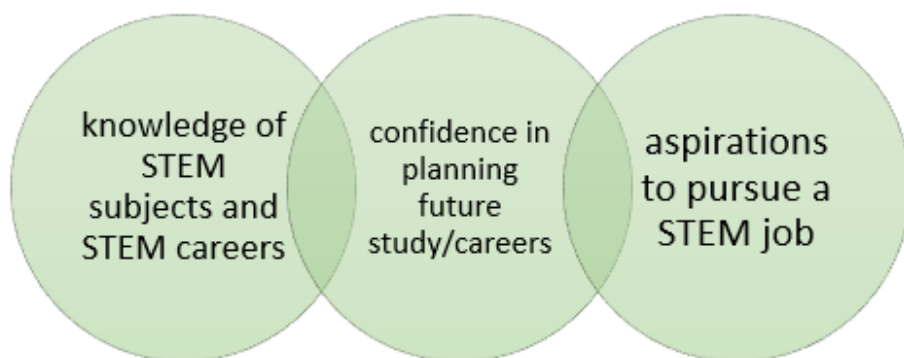 knowledge of
STEM
subjects and
STEM careers
confidence in
planning
future
study/careers
aspirations
to pursue a
STEM job